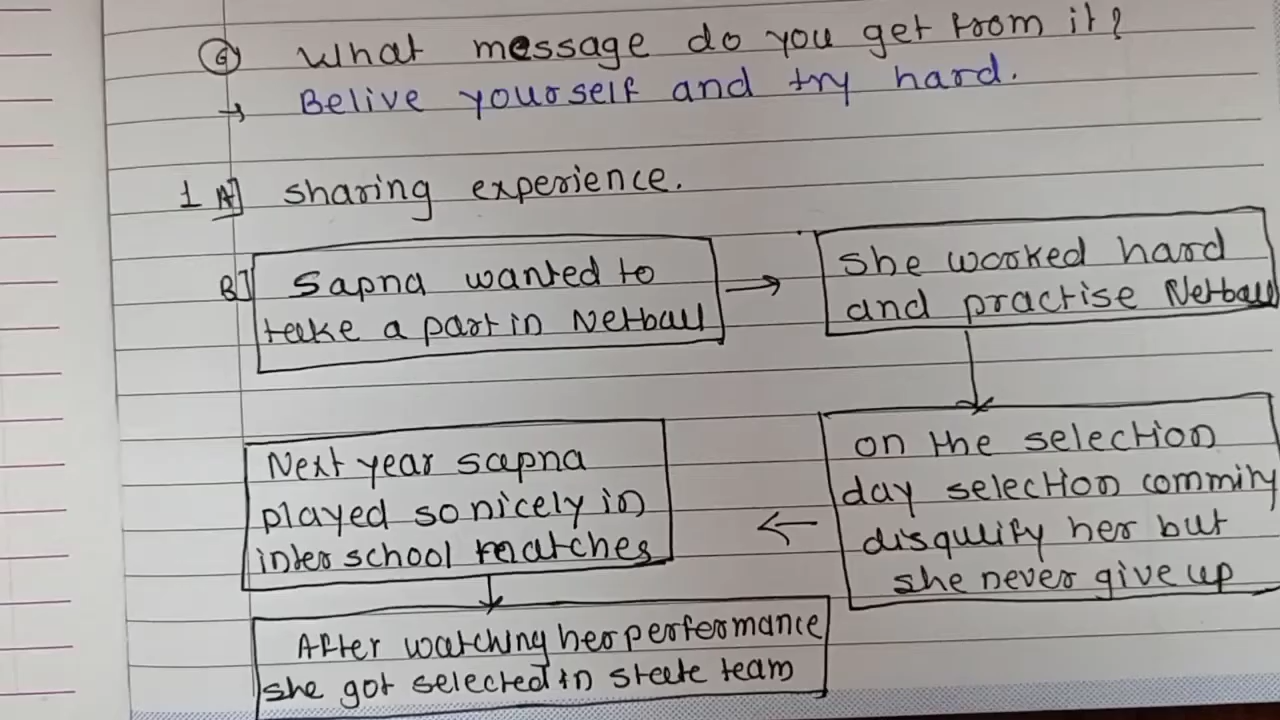 G What message do you get from it?
→ Belive yourself and try hard.
1 A] sharing experience.
B] Sapna wanted to
take a part in Netball
→
She worked hard
and practise Netball
on the selection
day selection commity
disqulify her but
she never give up
←
Next year sapna
played so nicely in
inter school matches
After watching her performance
she got selected in state team